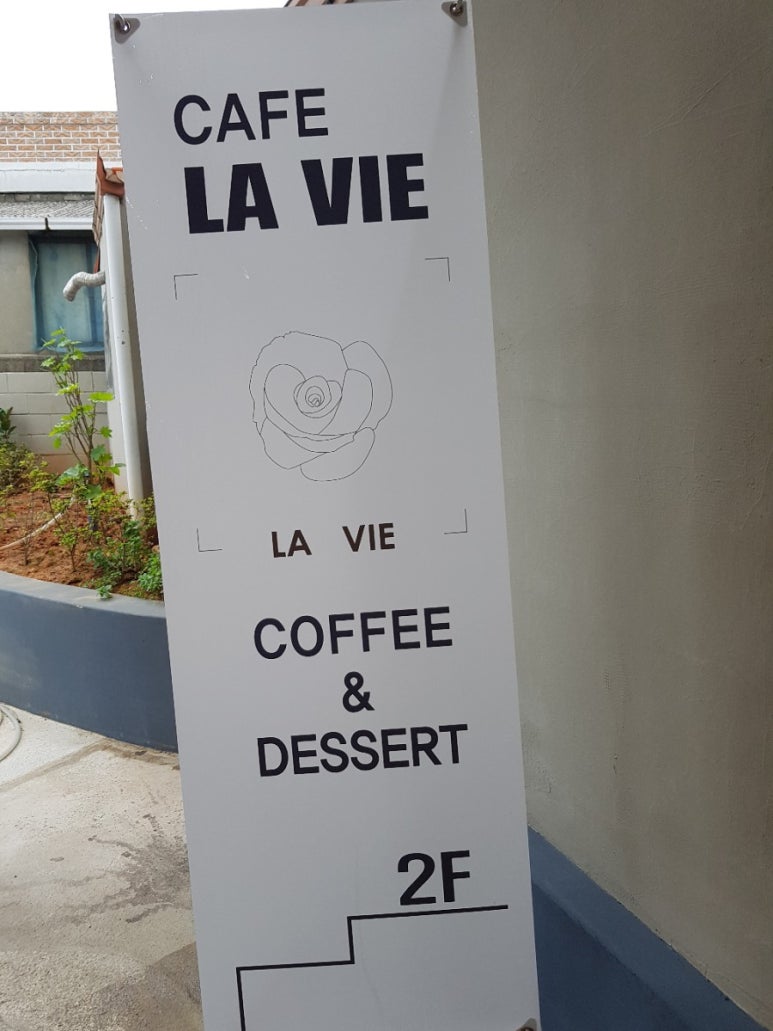 CAFE
LA VIE
LA VIE
COFFEE
&
DESSERT
2F